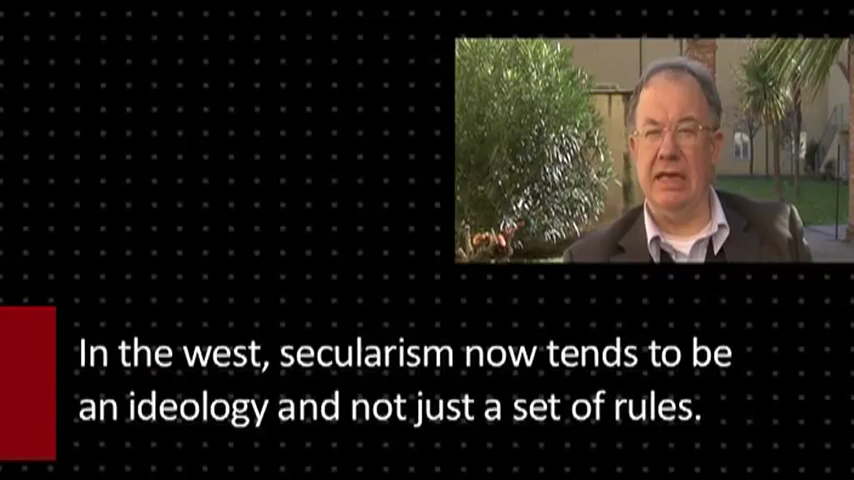 In the west, secularism now tends to be
an ideology and not just a set of rules.